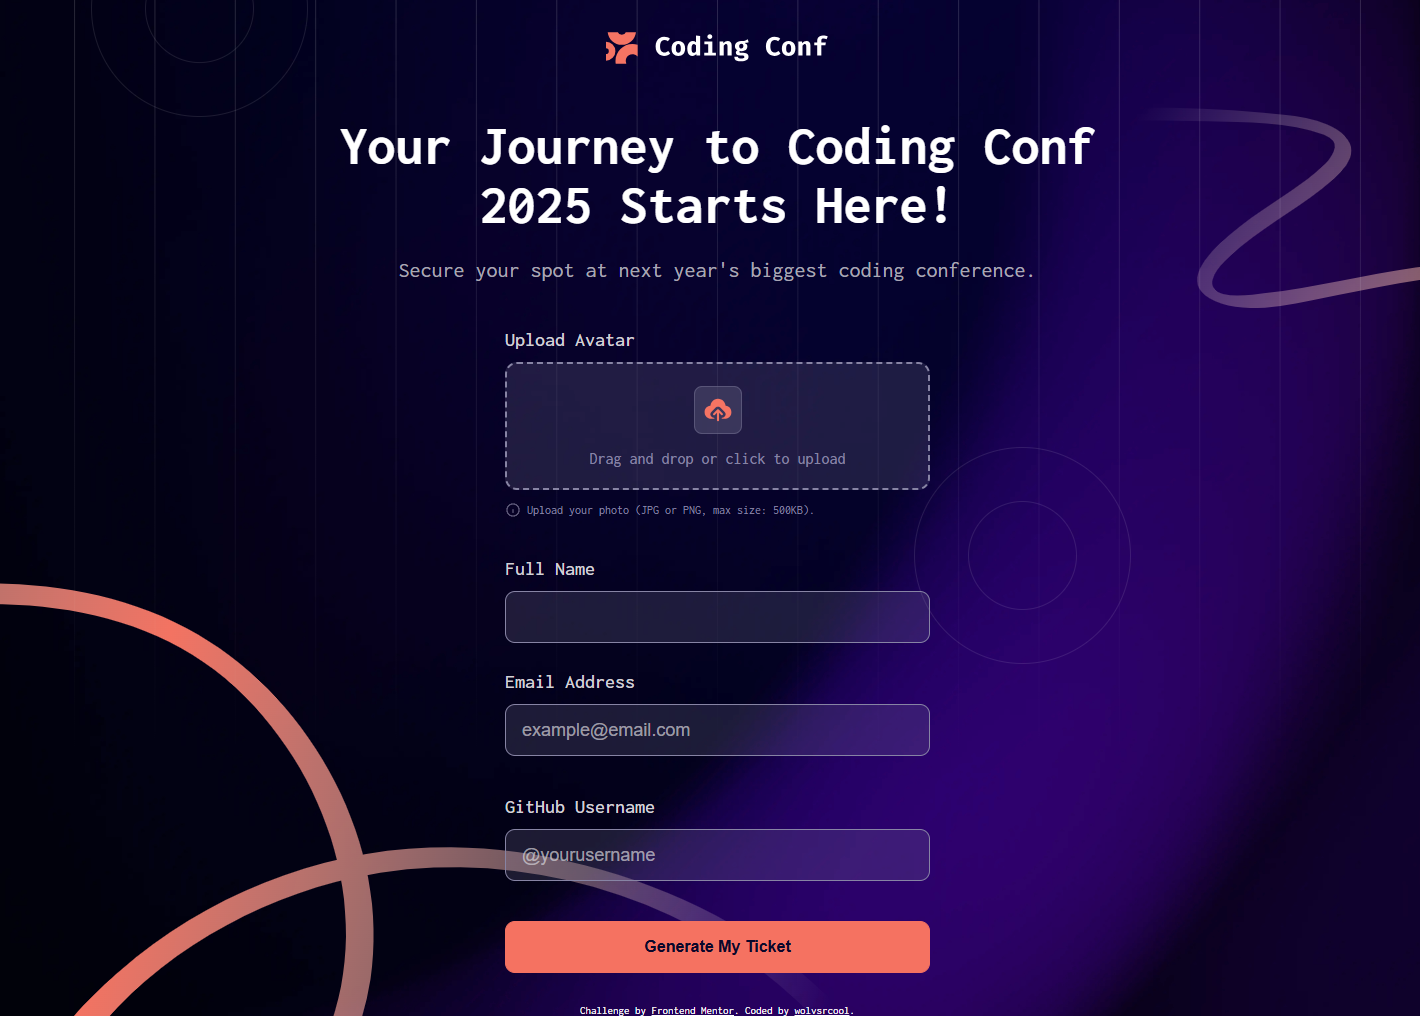 Coding Conf
Your Journey to Coding Conf
2025 Starts Here!
Secure your spot at next year's biggest coding conference.
Upload Avatar
Drag and drop or click to upload
Upload your photo (JPG or PNG, max size: 500KB).
Full Name
Email Address
example@email.com
GitHub Username
@yourusername
Generate My Ticket
Challenge by Frontend Mentor. Coded by wolvsrcool.